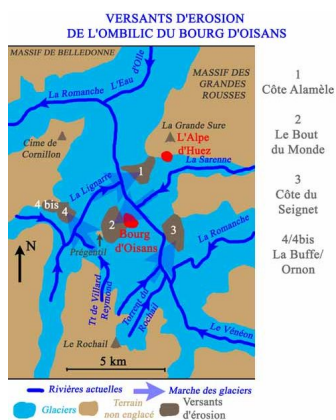 VERSANTS D'EROSION
DE L'OMBILIC DU BOURG D'OISANS
MASSIF DE BELLEDONNE
L'Eau
d'Olle
La Romanche
MASSIF DES
GRANDES
ROUSSES
La Grande Sure
Cime de
Cornillon
L'Alpe
d'Huez
La Sarenne
La Lignarre
1
4 bis
4
2
3
Bourg
d'Oisans
La Romanche
N
Prégentil
Tt de Villard
Reymond
Torrent du
Rochail
Le Vénéon
Le Rochail
5 km
1
Côte Alamèle
2
Le Bout
du Monde
3
Côte du
Seignet
4/4bis
La Buffe/
Ornon
Rivières actuelles
Marche des glaciers
Glaciers
Terrain
non englacé
Versants
d'érosion